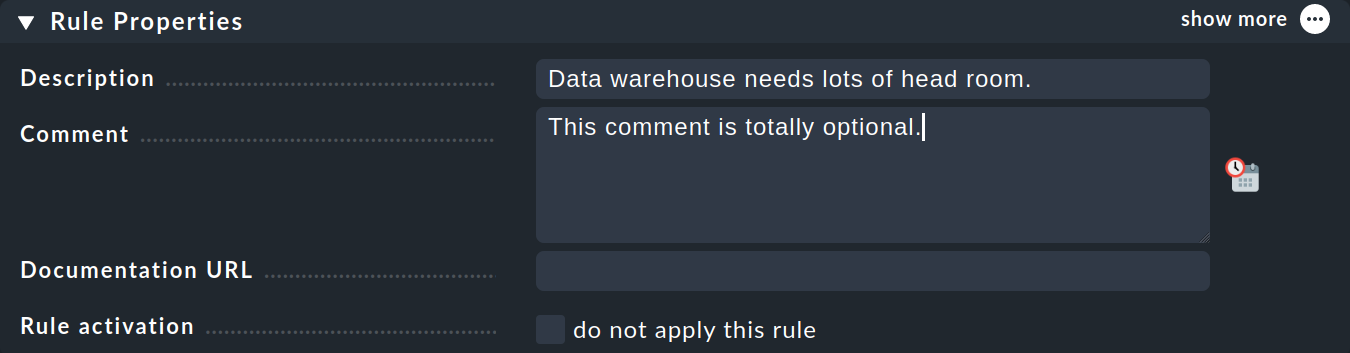 Rule Properties
show more
Description
Data warehouse needs lots of head room.
Comment
This comment is totally optional.
Documentation URL
Rule activation
do not apply this rule